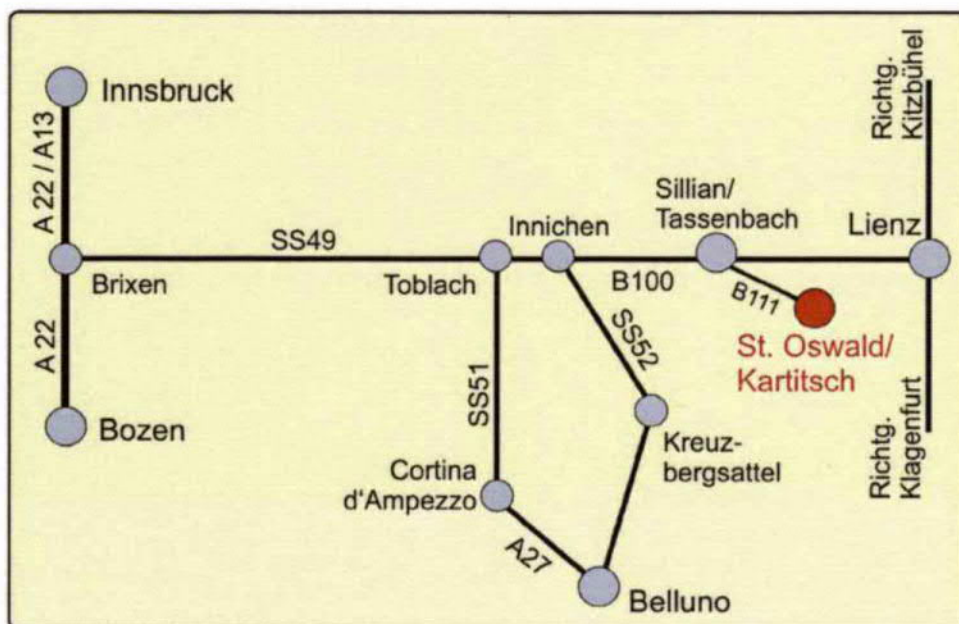 Innsbruck
A 22 / A13
Brixen
A 22
Bozen
SS49
Toblach
Innichen
B100
Sillian/
Tassenbach
B111
St. Oswald/
Kartitsch
Lienz
Richtg.
Kitzbühel
Richtg.
Klagenfurt
SS51
SS52
Kreuz-
bergsattel
Cortina
d'Ampezzo
A27
Belluno